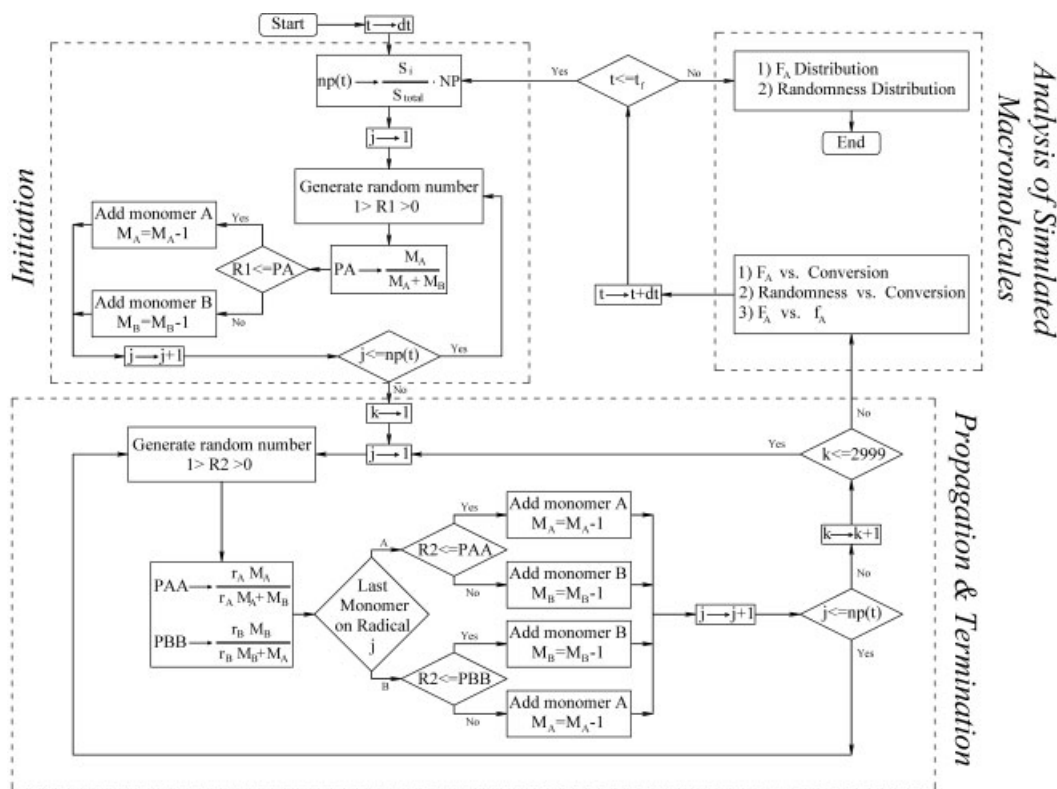 Start
t→dt
np(t)→ S_i / S_total · NP
j→1
Generate random number
1> R1 >0
PA→ M_A / M_A+M_B
R1<=PA
Yes
Add monomer A
M_A=M_A-1
No
Add monomer B
M_B=M_B-1
j→j+1
j<=np(t)
Yes
No
Initiation
t<=t_f
Yes
No
1) F_A Distribution
2) Randomness Distribution
End
1) F_A vs. Conversion
2) Randomness vs. Conversion
3) F_A vs. f_A
t→t+dt
Analysis of Simulated
Macromolecules
k→1
j→1
Generate random number
1> R2 >0
PAA→ r_A M_A / r_A M_A+M_B
PBB→ r_B M_B / r_B M_B+M_A
Last
Monomer
on Radical
j
A
B
R2<=PAA
Yes
No
Add monomer A
M_A=M_A-1
Add monomer B
M_B=M_B-1
R2<=PBB
Yes
No
Add monomer B
M_B=M_B-1
Add monomer A
M_A=M_A-1
j→j+1
j<=np(t)
Yes
No
k→k+1
k<=2999
Yes
No
Propagation & Termination